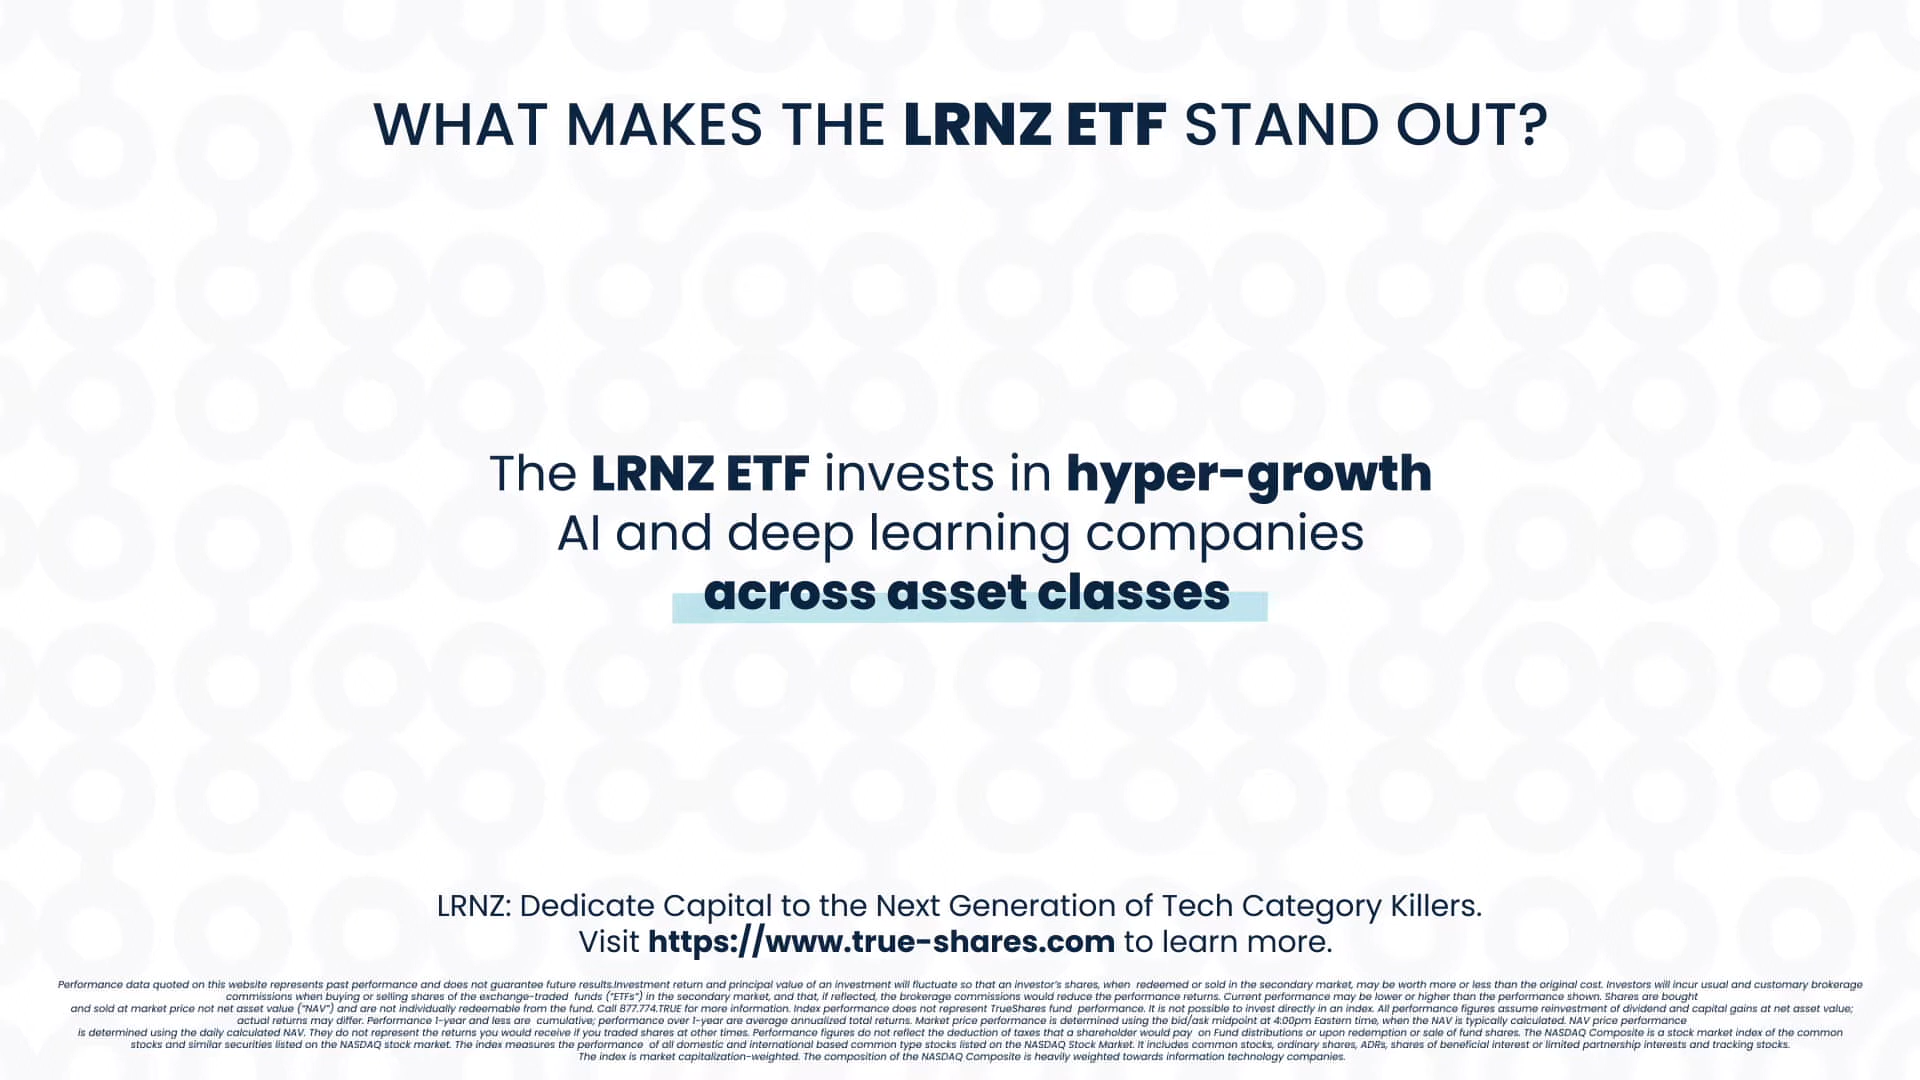 WHAT MAKES THE LRNZ ETF STAND OUT?
The LRNZ ETF invests in hyper-growth
AI and deep learning companies
across asset classes
LRNZ: Dedicate Capital to the Next Generation of Tech Category Killers.
Visit https://www.true-shares.com to learn more.
Performance data quoted on this website represents past performance and does not guarantee future results.Investment return and principal value of an investment will fluctuate so that an investor's shares, when redeemed or sold in the secondary market, may be worth more or less than the original cost. Investors will incur usual and customary brokerage
commissions when buying or selling shares of the exchange-traded funds ("ETFs") in the secondary market, and that, if reflected, the brokerage commissions would reduce the performance returns. Current performance may be lower or higher than the performance shown. Shares are bought
and sold at market price not net asset value ("NAV") and are not individually redeemable from the fund. Call 877.774.TRUE for more information. Index performance does not represent TrueShares fund performance. It is not possible to invest directly in an index. All performance figures assume reinvestment of dividend and capital gains at net asset value;
actual returns may differ. Performance 1-year and less are cumulative; performance over 1-year are average annualized total returns. Market price performance is determined using the bid/ask midpoint at 4:00pm Eastern time, when the NAV is typically calculated. NAV price performance
is determined using the daily calculated NAV. They do not represent the returns you would receive if you traded shares at other times. Performance figures do not reflect the deduction of taxes that a shareholder would pay on Fund distributions or upon redemption or sale of fund shares. The NASDAQ Composite is a stock market index of the common
stocks and similar securities listed on the NASDAQ stock market. The index measures the performance of all domestic and international based common type stocks listed on the NASDAQ Stock Market. It includes common stocks, ordinary shares, ADRs, shares of beneficial interest or limited partnership interests and tracking stocks.
The index is market capitalization-weighted. The composition of the NASDAQ Composite is heavily weighted towards information technology companies.